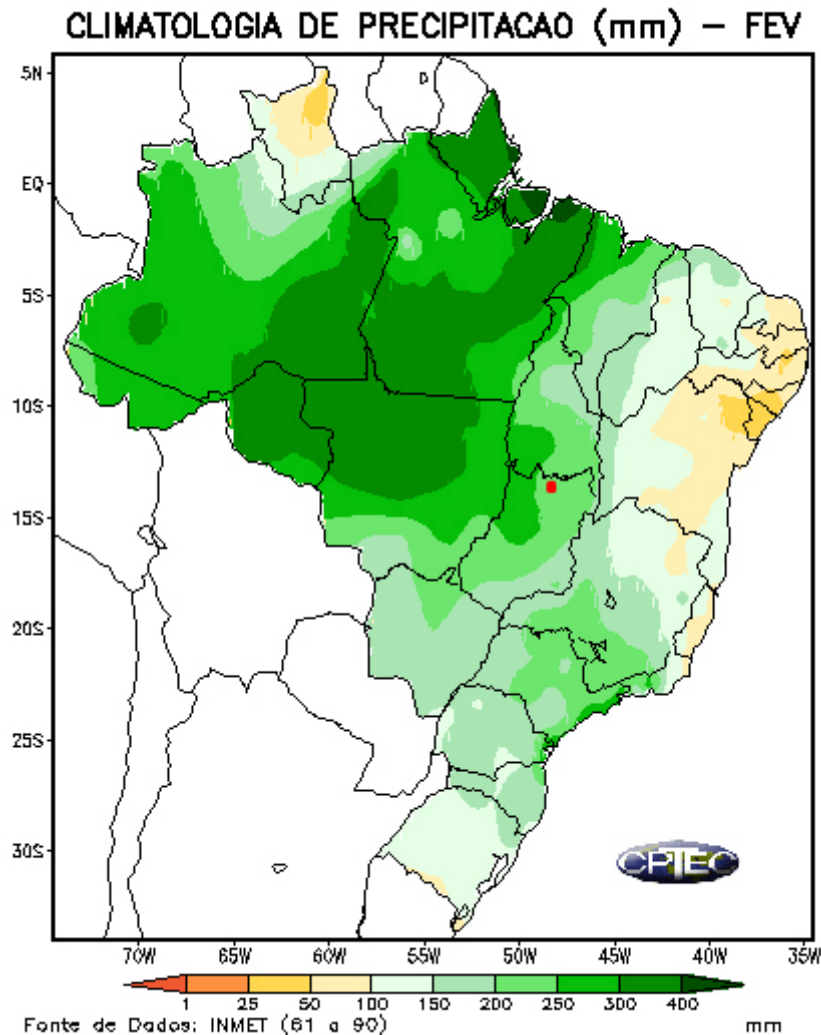 CLIMATOLOGIA DE PRECIPITACAO (mm) — FEV
5N
EQ
5S
10S
15S
20S
25S
30S
CPTEC
70W 65W 60W 55W 50W 45W 40W 35W
1 25 50 100 150 200 250 300 400
Fonte de Dados: INMET (61 a 90) mm